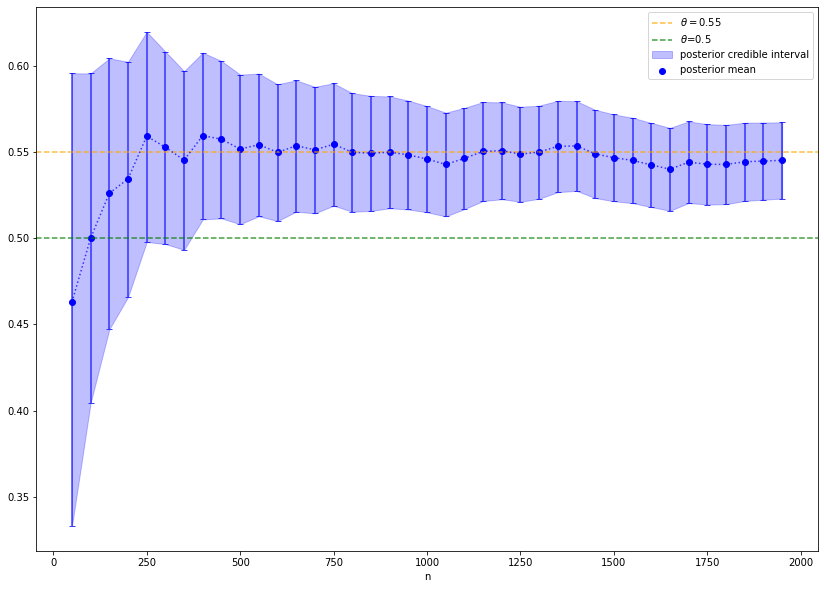 θ = 0.55
θ=0.5
posterior credible interval
posterior mean
0.60
0.55
0.50
0.45
0.40
0.35
0 250 500 750 1000 1250 1500 1750 2000
n